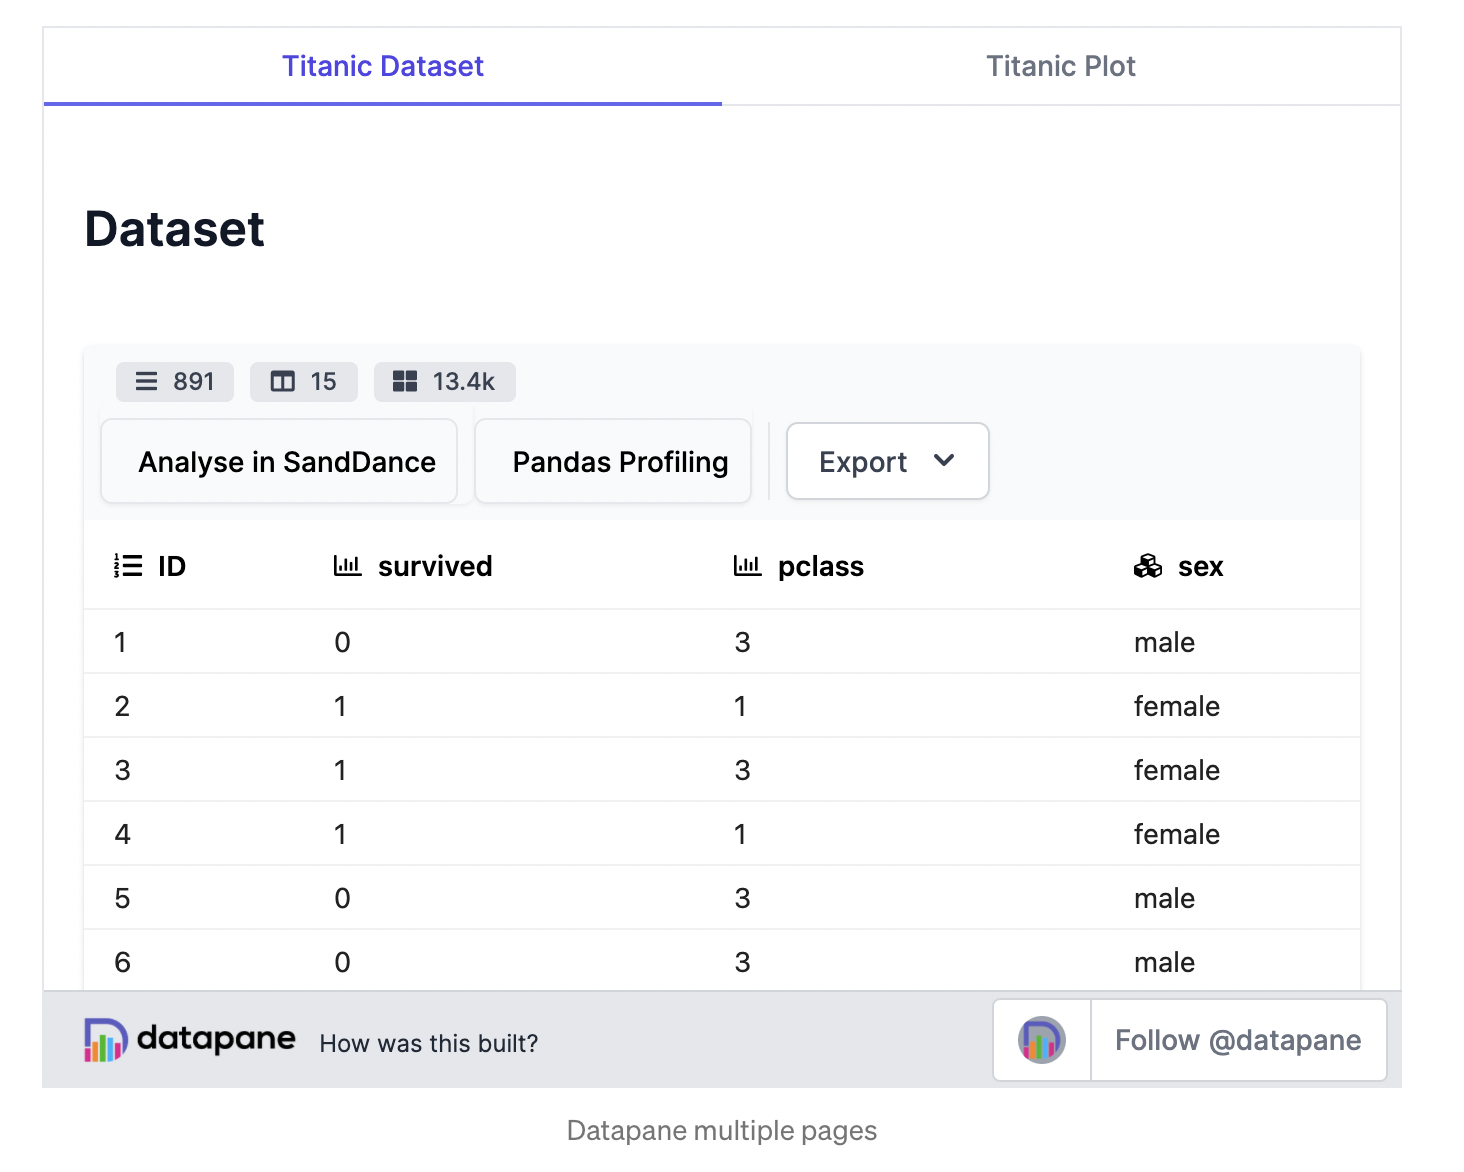 Titanic Dataset Titanic Plot
Dataset
891 15 13.4k
Analyse in SandDance Pandas Profiling Export
ID survived pclass sex
1 0 3 male
2 1 1 female
3 1 3 female
4 1 1 female
5 0 3 male
6 0 3 male
datapane How was this built? Follow @datapane
Datapane multiple pages